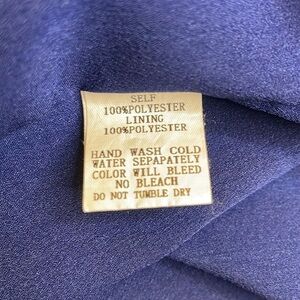 SELF
100%POLYESTER
LINING
100%POLYESTER
HAND WASH COLD
WATER SEPAPATELY
COLOR WILL BLEED
NO BLEACH
DO NOT TUMBLE DRY